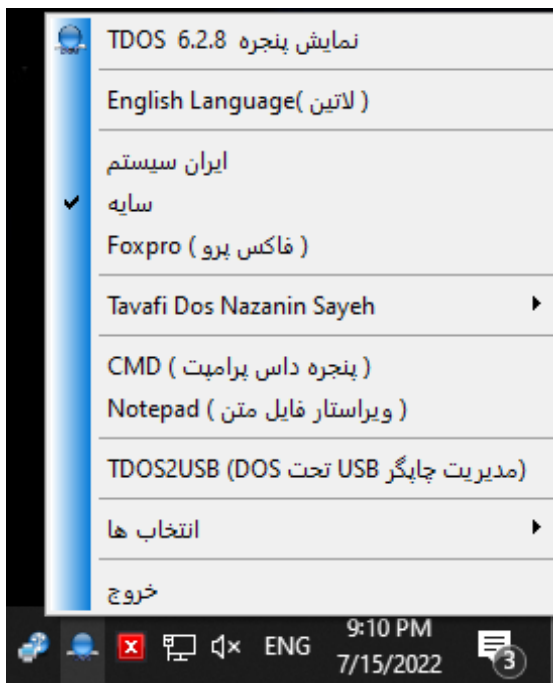 نمایش پنجره TDOS 6.2.8
English Language( لاتین )
ایران سیستم
سایه
Foxpro ( فاکس پرو )
Tavafi Dos Nazanin Sayeh
CMD ( پنجره داس پرامپت )
Notepad ( ویراستار فایل متن )
TDOS2USB (DOS تحت USB مدیریت چاپگر)
انتخاب ها
خروج
ENG
9:10 PM
7/15/2022
3